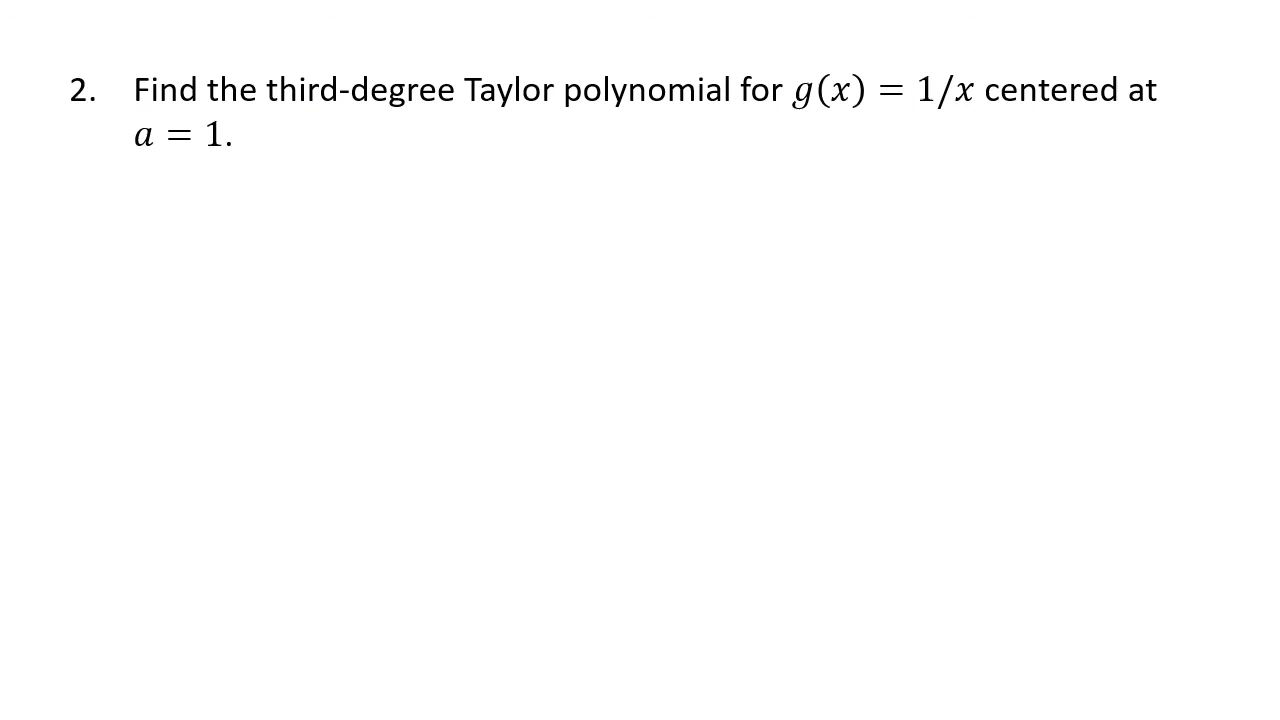 2. Find the third-degree Taylor polynomial for 𝑔(𝑥) = 1/𝑥 centered at
𝑎 = 1.